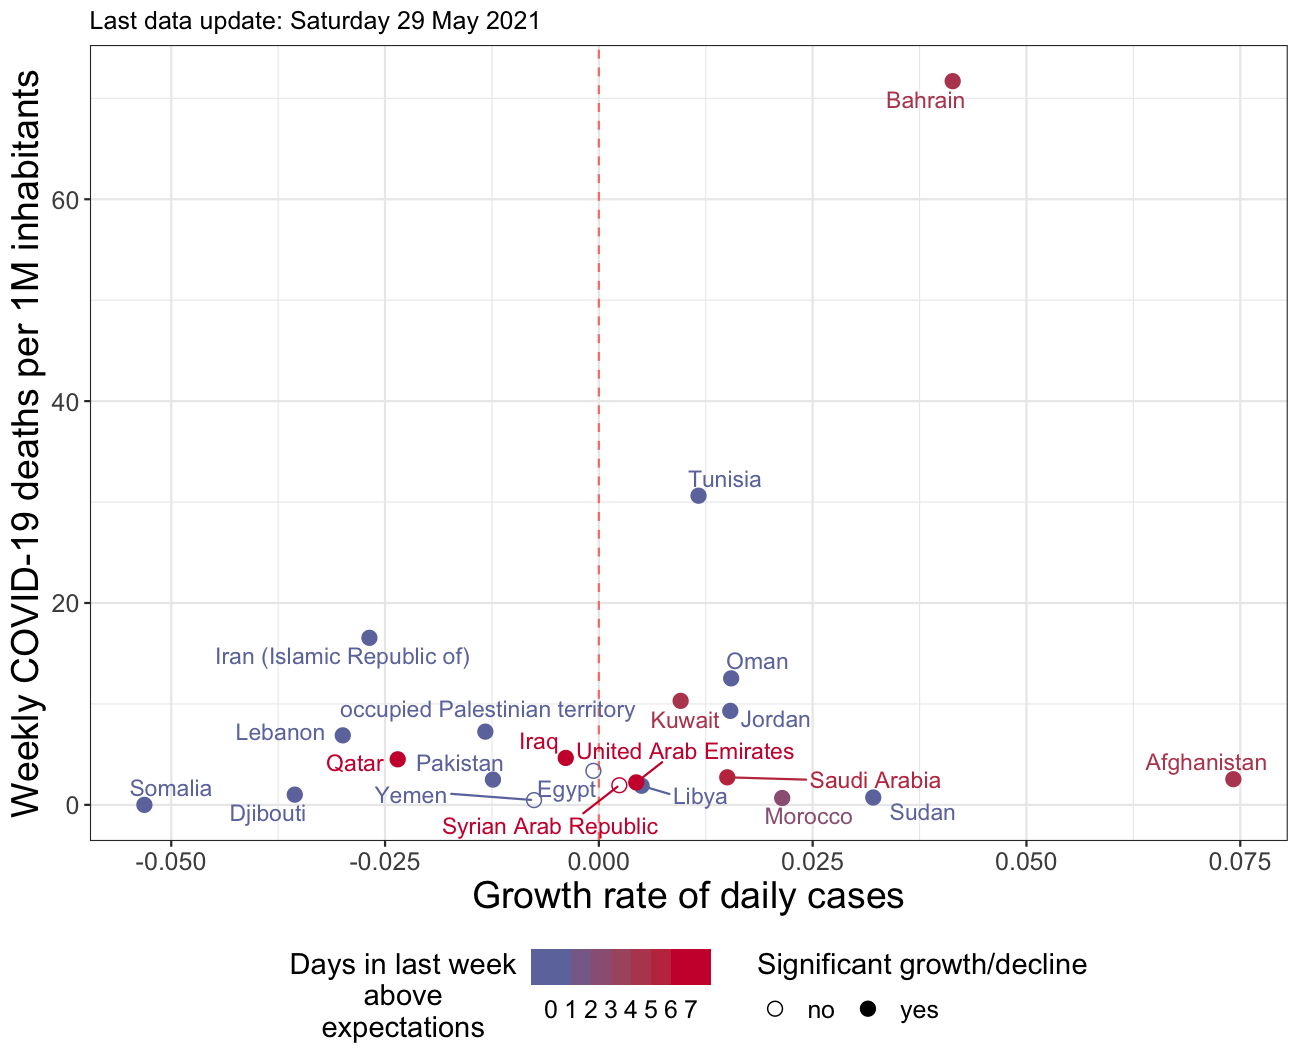 Last data update: Saturday 29 May 2021
Weekly COVID-19 deaths per 1M inhabitants
60
40
20
0
Bahrain
Tunisia
Iran (Islamic Republic of)
Oman
occupied Palestinian territory
Kuwait
Jordan
Lebanon
Iraq
United Arab Emirates
Qatar
Pakistan
Afghanistan
Somalia
Yemen
Egypt
Libya
Saudi Arabia
Djibouti
Syrian Arab Republic
Morocco
Sudan
-0.050
-0.025
0.000
0.025
0.050
0.075
Growth rate of daily cases
Days in last week
above
expectations
0 1 2 3 4 5 6 7
Significant growth/decline
no
yes